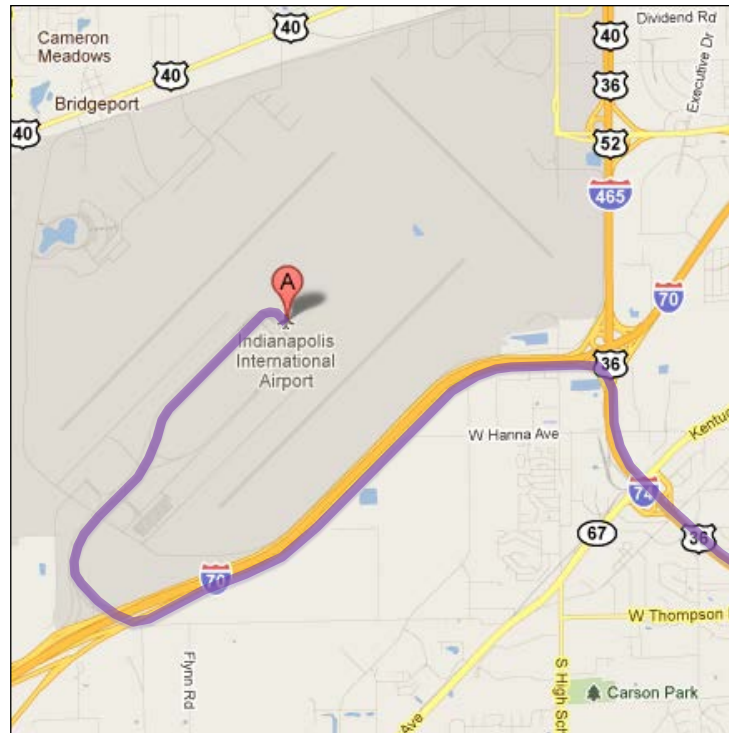 Dividend Rd
40
Cameron
Meadows
40
40
36
Executive Dr
Bridgeport
40
52
465
A
70
Indianapolis
International
Airport
36
W Hanna Ave
Kentuc
74
67
36
70
W Thompson
Flynn Rd
S High Sch
Carson Park
Ave